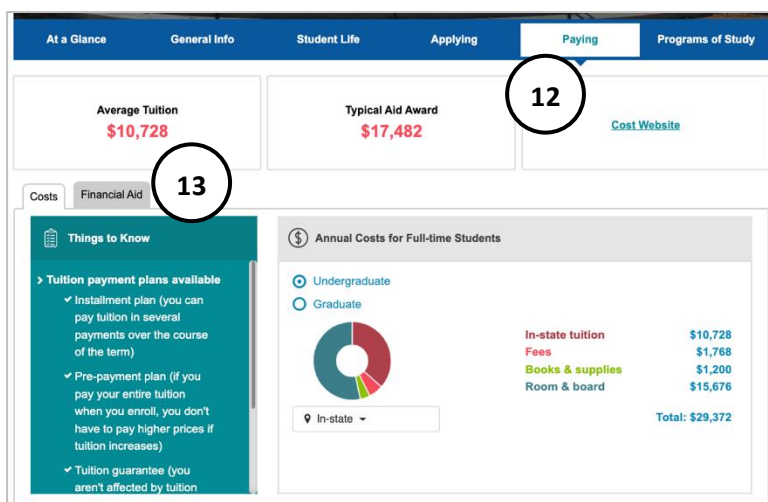 At a Glance General Info Student Life Applying Paying Programs of Study
12
Average Tuition
$10,728
Typical Aid Award
$17,482
Cost Website
13
Costs Financial Aid
Things to Know
> Tuition payment plans available
✓ Installment plan (you can
pay tuition in several
payments over the course
of the term)
✓ Pre-payment plan (if you
pay your entire tuition
when you enroll, you don't
have to pay higher prices if
tuition increases)
✓ Tuition guarantee (you
aren't affected by tuition
$ Annual Costs for Full-time Students
Undergraduate
Graduate
In-state
In-state tuition $10,728
Fees $1,768
Books & supplies $1,200
Room & board $15,676
Total: $29,372